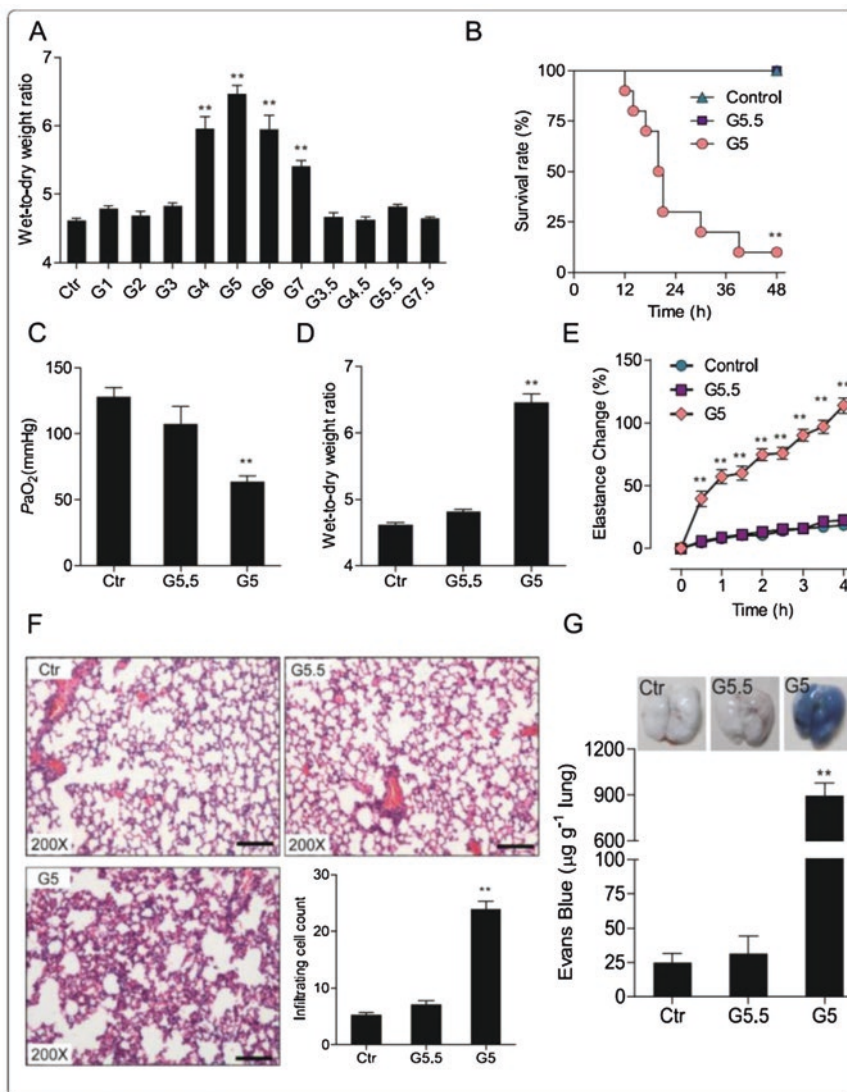 A
Wet-to-dry weight ratio
7
6
5
4
**
**
**
**
Ctr
G1
G2
G3
G4
G5
G6
G7
G3.5
G4.5
G5.5
G7.5
B
Survival rate (%)
100
75
50
25
0
Control
G5.5
G5
**
0
12
24
36
48
Time (h)
C
PaO2(mmHg)
150
100
50
0
**
Ctr
G5.5
G5
D
Wet-to-dry weight ratio
7
6
5
4
**
Ctr
G5.5
G5
E
Elastance Change (%)
150
100
50
0
Control
G5.5
G5
**
**
**
**
**
**
**
**
0
1
2
3
4
Time (h)
F
Ctr
200X
G5.5
200X
G5
200X
Infiltrating cell count
30
20
10
0
**
Ctr
G5.5
G5
G
Ctr
G5.5
G5
Evans Blue (µg g⁻¹ lung)
1200
900
600
100
75
50
25
0
**
Ctr
G5.5
G5